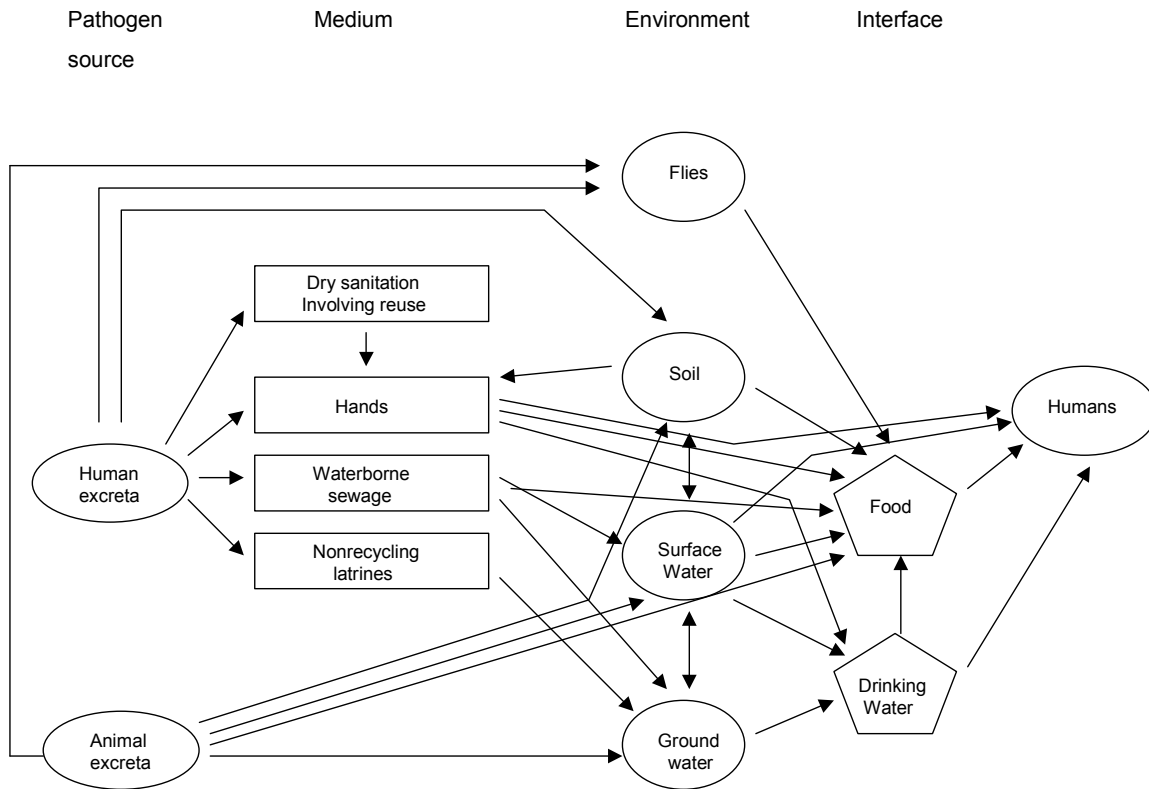 Pathogen
source
Medium
Environment
Interface
Flies
Dry sanitation
Involving reuse
Soil
Hands
Humans
Human
excreta
Waterborne
sewage
Food
Nonrecycling
latrines
Surface
Water
Drinking
Water
Animal
excreta
Ground
water